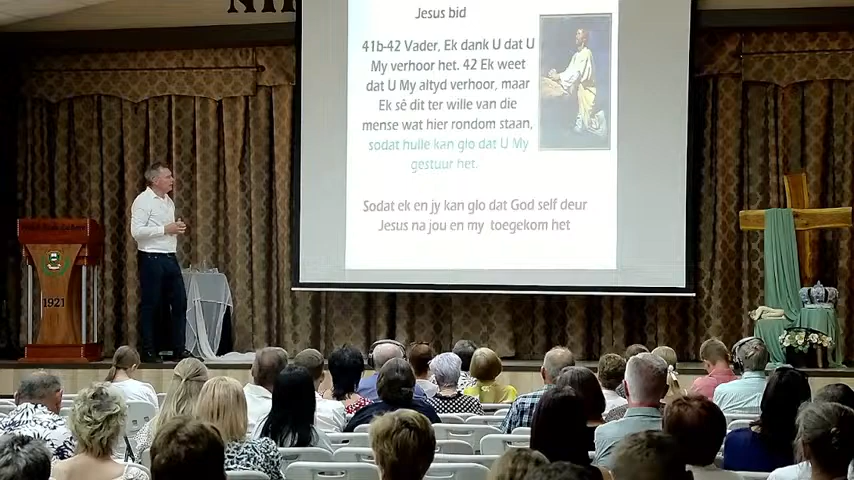 Jesus bid
41b-42 Vader, Ek dank U dat U
My verhoor het. 42 Ek weet
dat U My altyd verhoor, maar
Ek sê dit ter wille van die
mense wat hier rondom staan,
sodat hulle kan glo dat U My
gestuur het.
Sodat ek en jy kan glo dat God self deur
Jesus na jou en my toegekom het
1921